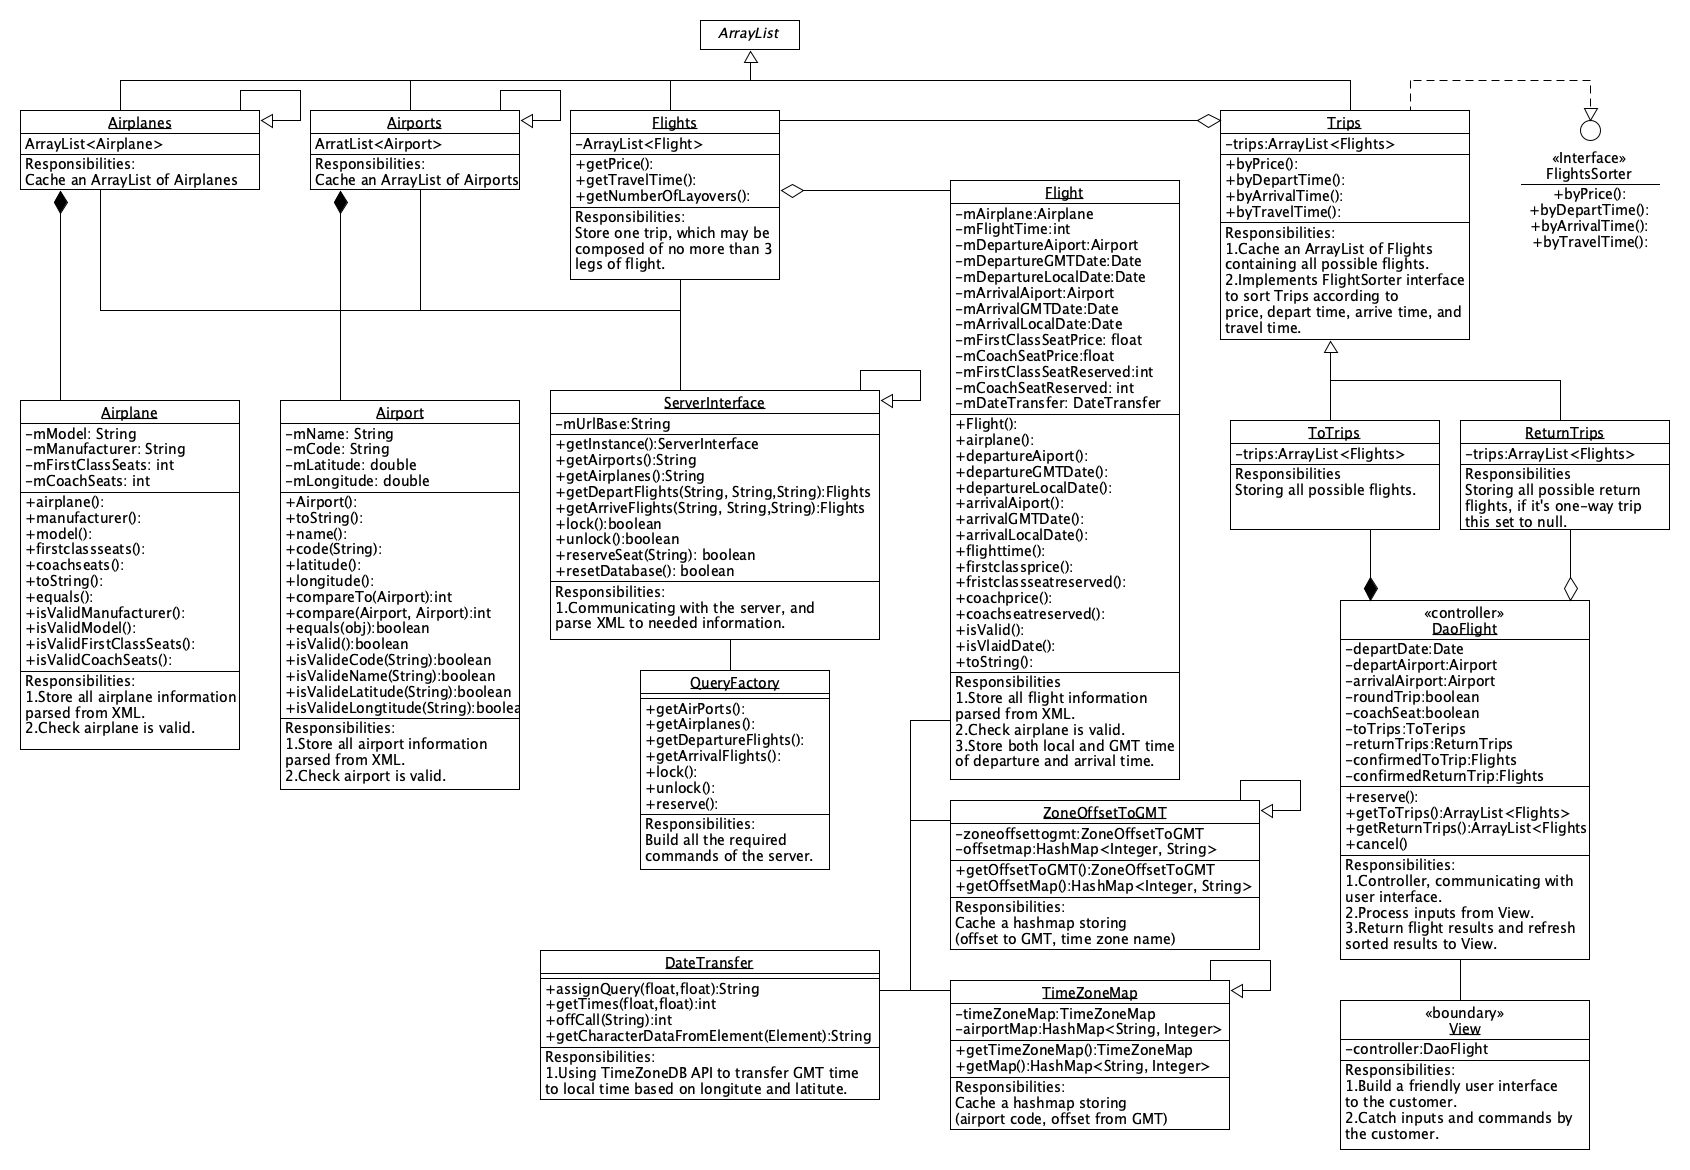 ArrayList
Airplanes
ArrayList<Airplane>
Responsibilities:
Cache an ArrayList of Airplanes
Airports
ArratList<Airport>
Responsibilities:
Cache an ArrayList of Airports
Flights
-ArrayList<Flight>
+getPrice():
+getTravelTime():
+getNumberOfLayovers():
Responsibilities:
Store one trip, which may be
composed of no more than 3
legs of flight.
Trips
-trips:ArrayList<Flights>
+byPrice():
+byDepartTime():
+byArrivalTime():
+byTravelTime():
Responsibilities:
1.Cache an ArrayList of Flights
containing all possible flights.
2.Implements FlightSorter interface
to sort Trips according to
price, depart time, arrive time, and
travel time.
«Interface»
FlightsSorter
+byPrice():
+byDepartTime():
+byArrivalTime():
+byTravelTime():
Flight
-mAirplane:Airplane
-mFlightTime:int
-mDepartureAiport:Airport
-mDepartureGMTDate:Date
-mDepartureLocalDate:Date
-mArrivalAiport:Airport
-mArrivalGMTDate:Date
-mArrivalLocalDate:Date
-mFirstClassSeatPrice: float
-mCoachSeatPrice:float
-mFirstClassSeatReserved:int
-mCoachSeatReserved: int
-mDateTransfer: DateTransfer
+Flight():
+airplane():
+departureAiport():
+departureGMTDate():
+departureLocalDate():
+arrivalAiport():
+arrivalGMTDate():
+arrivalLocalDate():
+flighttime():
+firstclassprice():
+fristclassseatreserved():
+coachprice():
+coachseatreserved():
+isValid():
+isVlaidDate():
+toString():
Responsibilities
1.Store all flight information
parsed from XML.
2.Check airplane is valid.
3.Store both local and GMT time
of departure and arrival time.
Airplane
-mModel: String
-mManufacturer: String
-mFirstClassSeats: int
-mCoachSeats: int
+airplane():
+manufacturer():
+model():
+firstclassseats():
+coachseats():
+toString():
+equals():
+isValidManufacturer():
+isValidModel():
+isValidFirstClassSeats():
+isValidCoachSeats():
Responsibilities:
1.Store all airplane information
parsed from XML.
2.Check airplane is valid.
Airport
-mName: String
-mCode: String
-mLatitude: double
-mLongitude: double
+Airport():
+toString():
+name():
+code(String):
+latitude():
+longitude():
+compareTo(Airport):int
+compare(Airport, Airport):int
+equals(obj):boolean
+isValid():boolean
+isValideCode(String):boolean
+isValideName(String):boolean
+isValideLatitude(String):boolean
+isValideLongtitude(String):boolea
Responsibilities:
1.Store all airport information
parsed from XML.
2.Check airport is valid.
ServerInterface
-mUrlBase:String
+getInstance():ServerInterface
+getAirports():String
+getAirplanes():String
+getDepartFlights(String, String,String):Flights
+getArriveFlights(String, String,String):Flights
+lock():boolean
+unlock():boolean
+reserveSeat(String): boolean
+resetDatabase(): boolean
Responsibilities:
1.Communicating with the server, and
parse XML to needed information.
QueryFactory
+getAirPorts():
+getAirplanes():
+getDepartureFlights():
+getArrivalFlights():
+lock():
+unlock():
+reserve():
Responsibilities:
Build all the required
commands of the server.
ToTrips
-trips:ArrayList<Flights>
Responsibilities
Storing all possible flights.
ReturnTrips
-trips:ArrayList<Flights>
Responsibilities
Storing all possible return
flights, if it's one-way trip
this set to null.
«controller»
DaoFlight
-departDate:Date
-departAirport:Airport
-arrivalAirport:Airport
-roundTrip:boolean
-coachSeat:boolean
-toTrips:ToTerips
-returnTrips:ReturnTrips
-confirmedToTrip:Flights
-confirmedReturnTrip:Flights
+reserve():
+getToTrips():ArrayList<Flights>
+getReturnTrips():ArrayList<Flights
+cancel()
Responsibilities:
1.Controller, communicating with
user interface.
2.Process inputs from View.
3.Return flight results and refresh
sorted results to View.
ZoneOffsetToGMT
-zoneoffsettogmt:ZoneOffsetToGMT
-offsetmap:HashMap<Integer, String>
+getOffsetToGMT():ZoneOffsetToGMT
+getOffsetMap():HashMap<Integer, String>
Responsibilities:
Cache a hashmap storing
(offset to GMT, time zone name)
DateTransfer
+assignQuery(float,float):String
+getTimes(float,float):int
+offCall(String):int
+getCharacterDataFromElement(Element):String
Responsibilities:
1.Using TimeZoneDB API to transfer GMT time
to local time based on longitute and latitute.
TimeZoneMap
-timeZoneMap:TimeZoneMap
-airportMap:HashMap<String, Integer>
+getTimeZoneMap():TimeZoneMap
+getMap():HashMap<String, Integer>
Responsibilities:
Cache a hashmap storing
(airport code, offset from GMT)
«boundary»
View
-controller:DaoFlight
Responsibilities:
1.Build a friendly user interface
to the customer.
2.Catch inputs and commands by
the customer.